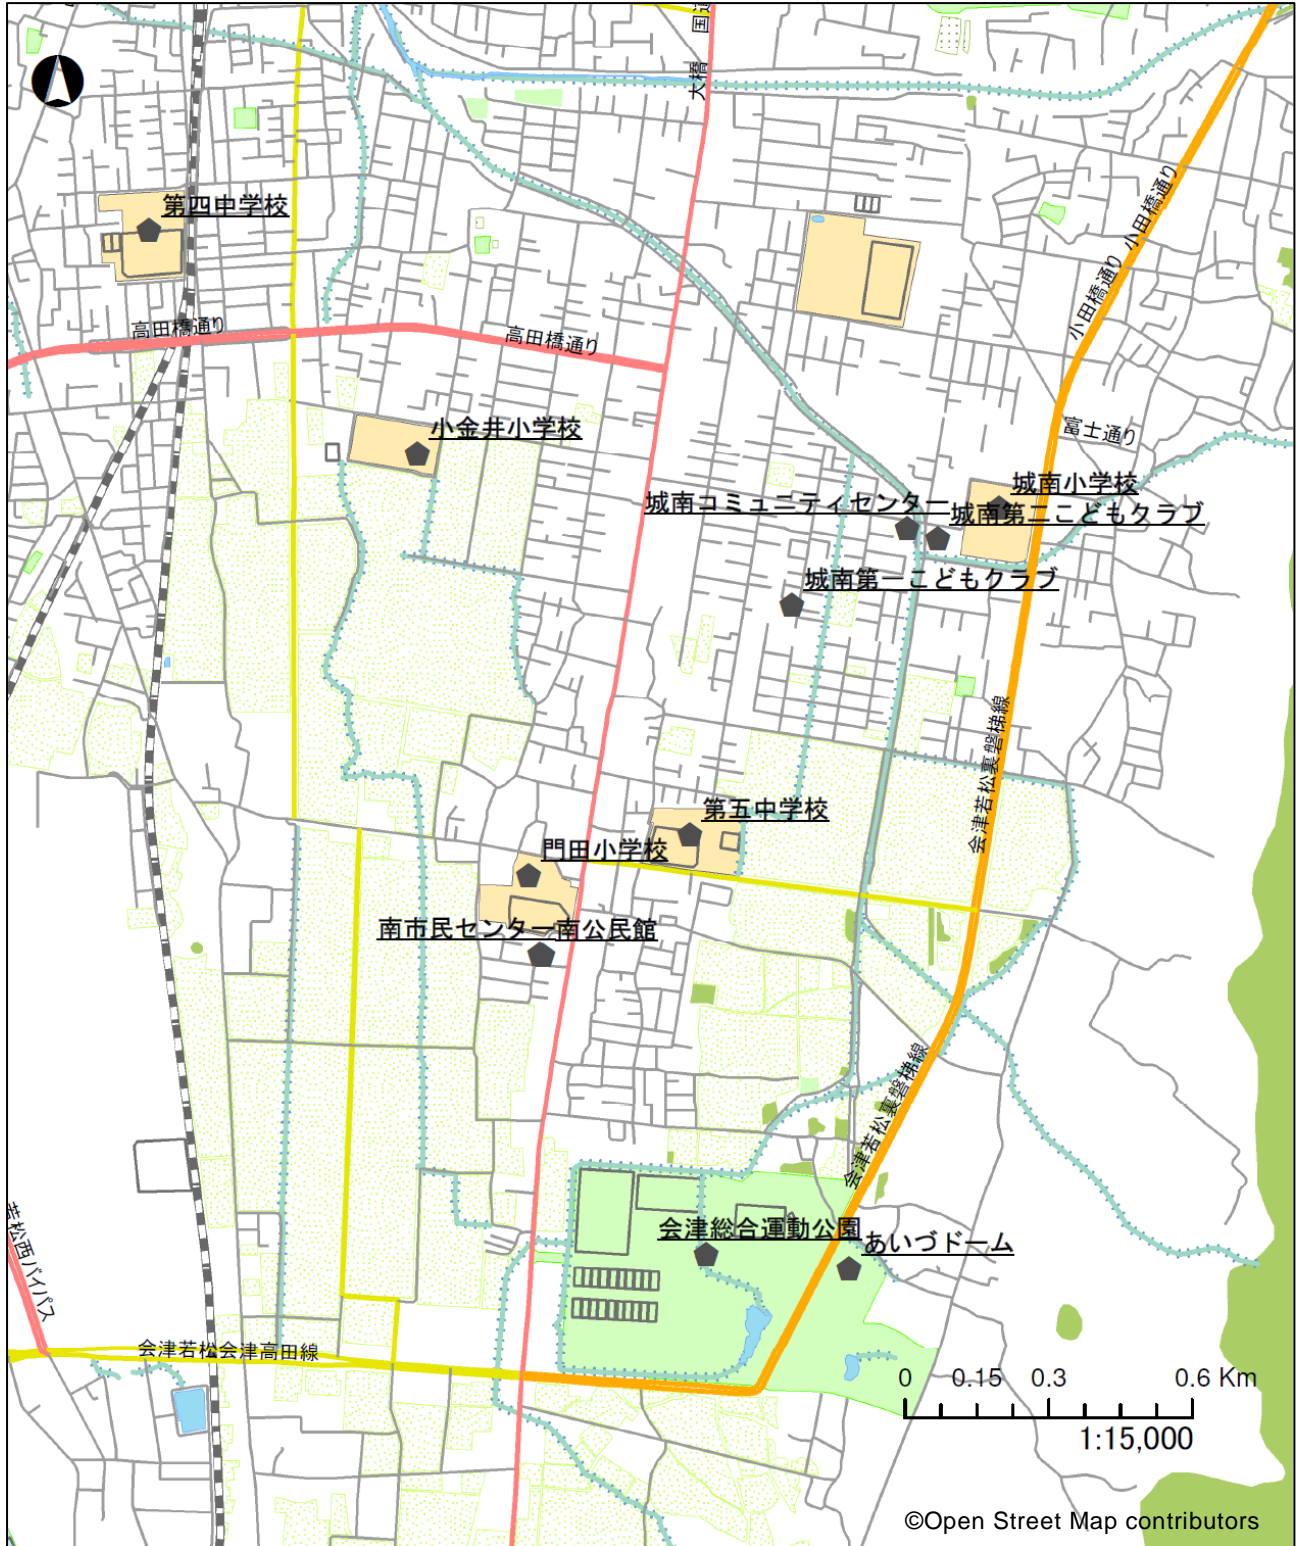 国道
大橋
第四中学校
小田橋通り
小田橋通り
高田橋通り
高田橋通り
富士通り
小金井小学校
城南小学校
城南コミュニティセンター
城南第二こどもクラブ
城南第一こどもクラブ
会津若松裏磐梯線
第五中学校
門田小学校
南市民センター南公民館
会津若松裏磐梯線
会津総合運動公園
あいづドーム
若松西バイパス
会津若松会津高田線
0 0.15 0.3 0.6 Km
1:15,000
©Open Street Map contributors